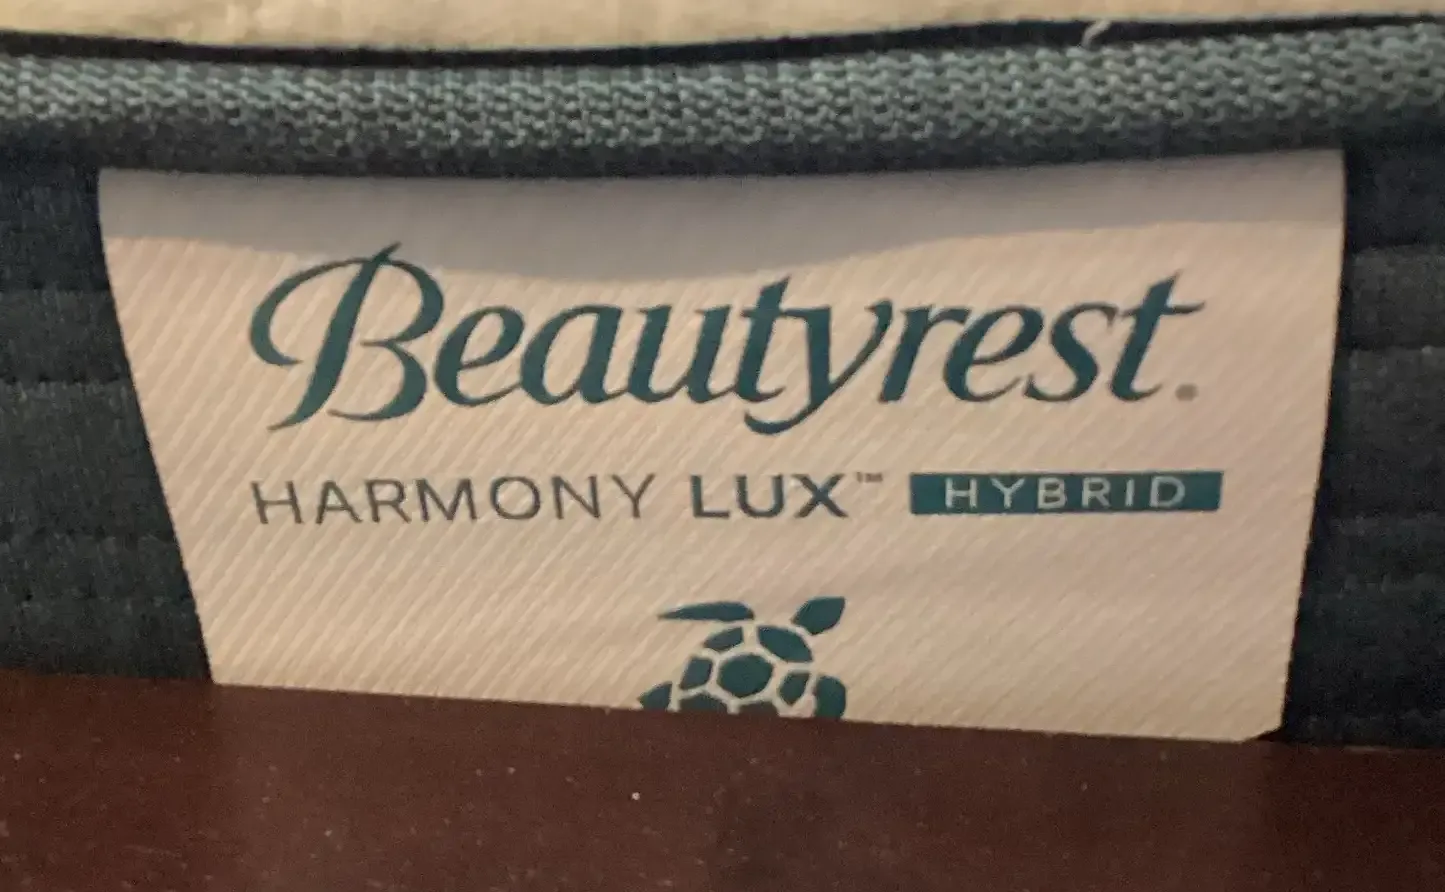 Beautyrest.
HARMONY LUX™ HYBRID